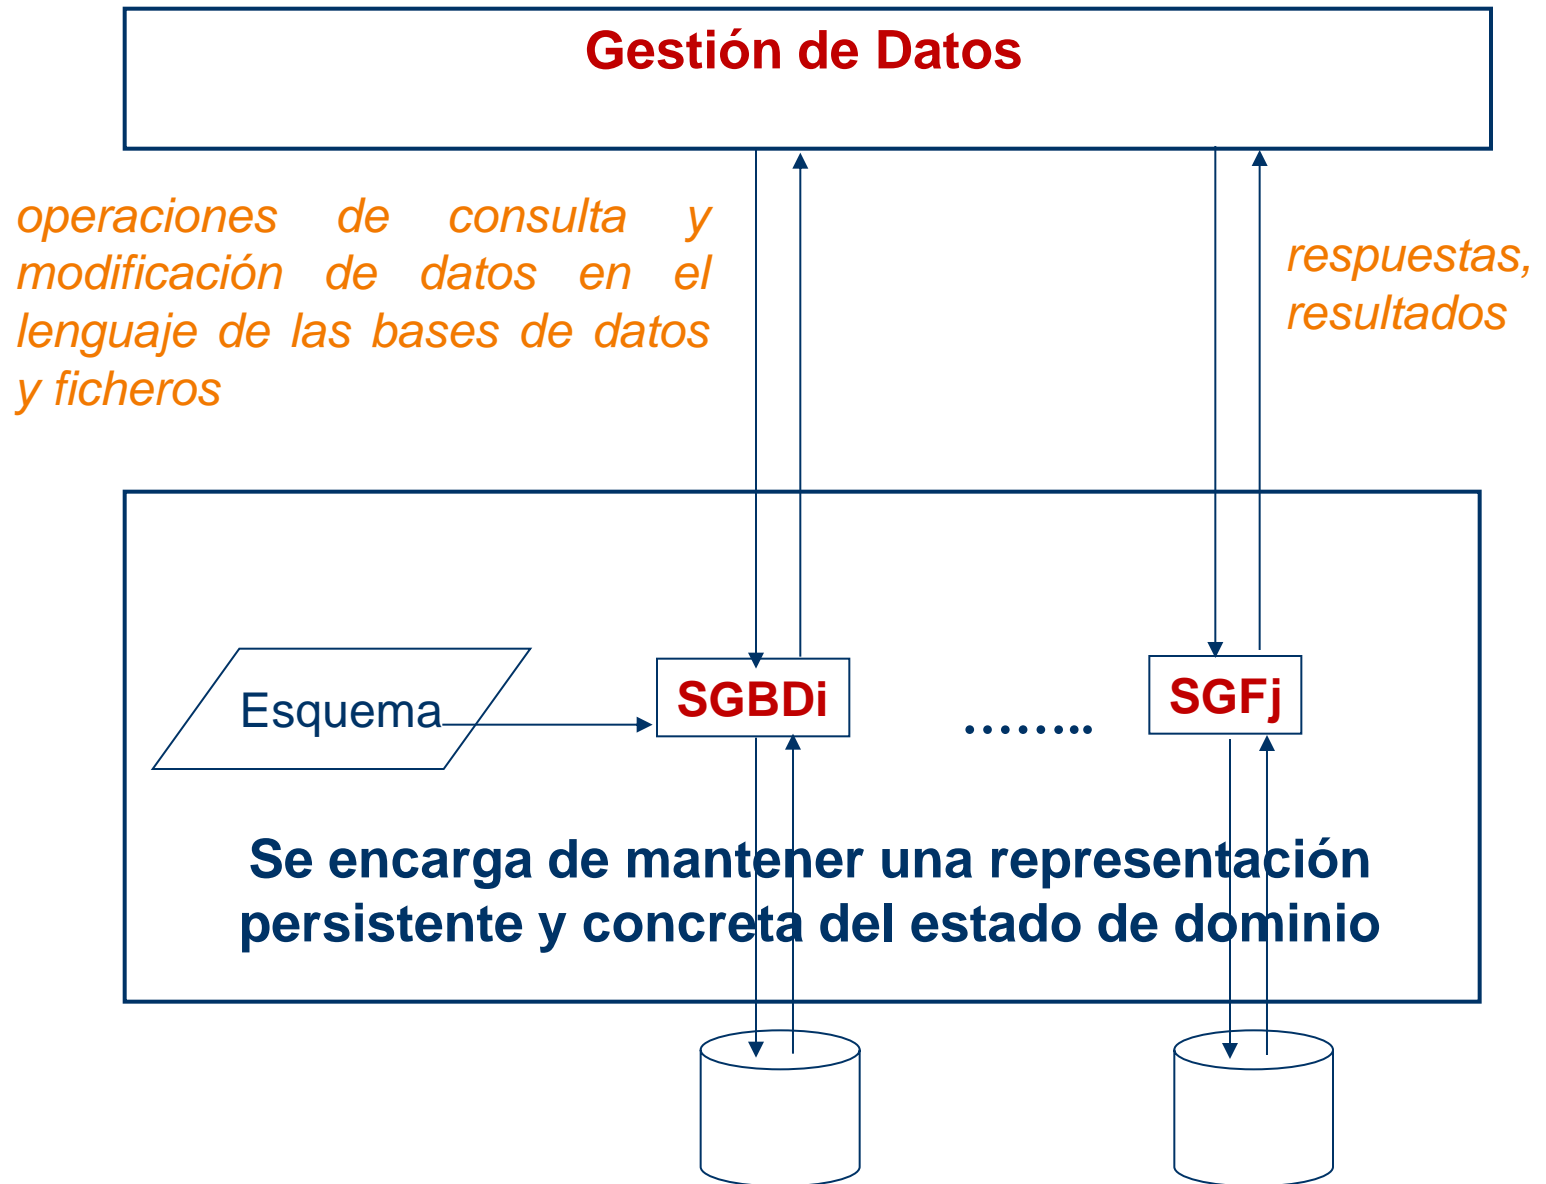 Gestión de Datos
operaciones de consulta y
modificación de datos en el
lenguaje de las bases de datos
y ficheros
respuestas,
resultados
Esquema
SGBDi
........
SGFj
Se encarga de mantener una representación
persistente y concreta del estado de dominio